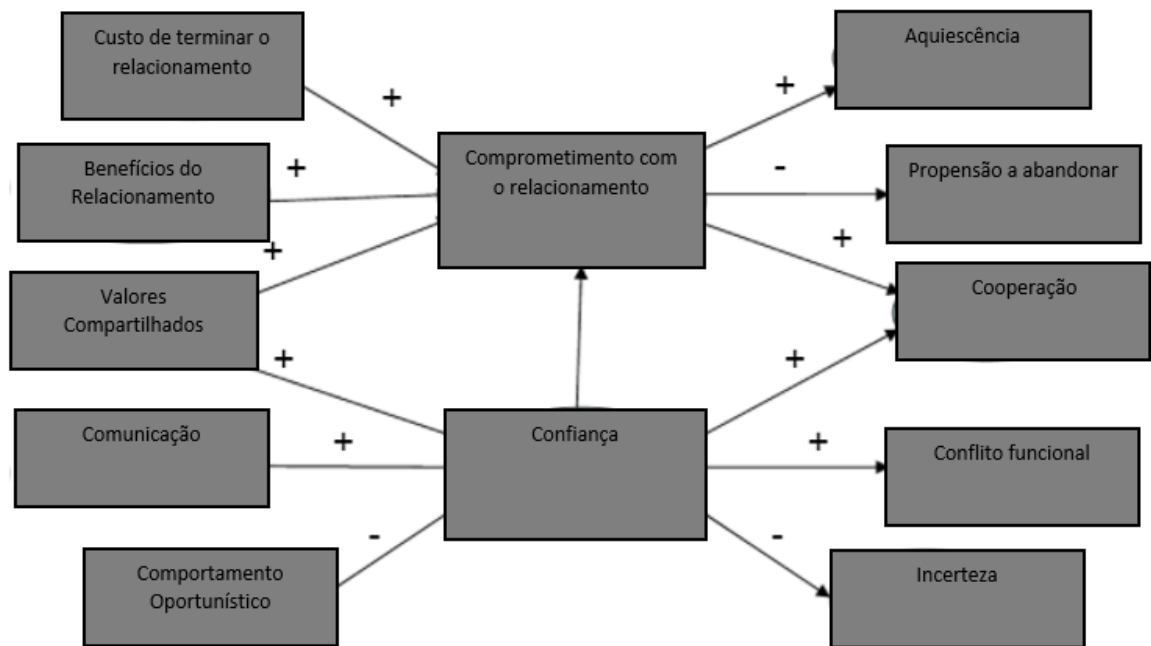 Custo de terminar o
relacionamento
+
Benefícios do
Relacionamento
+
Valores
Compartilhados
+
+
Comunicação
+
Comportamento
Oportunístico
-
Comprometimento com
o relacionamento
Confiança
Aquiescência
+
Propensão a abandonar
-
Cooperação
+
+
Conflito funcional
+
Incerteza
-